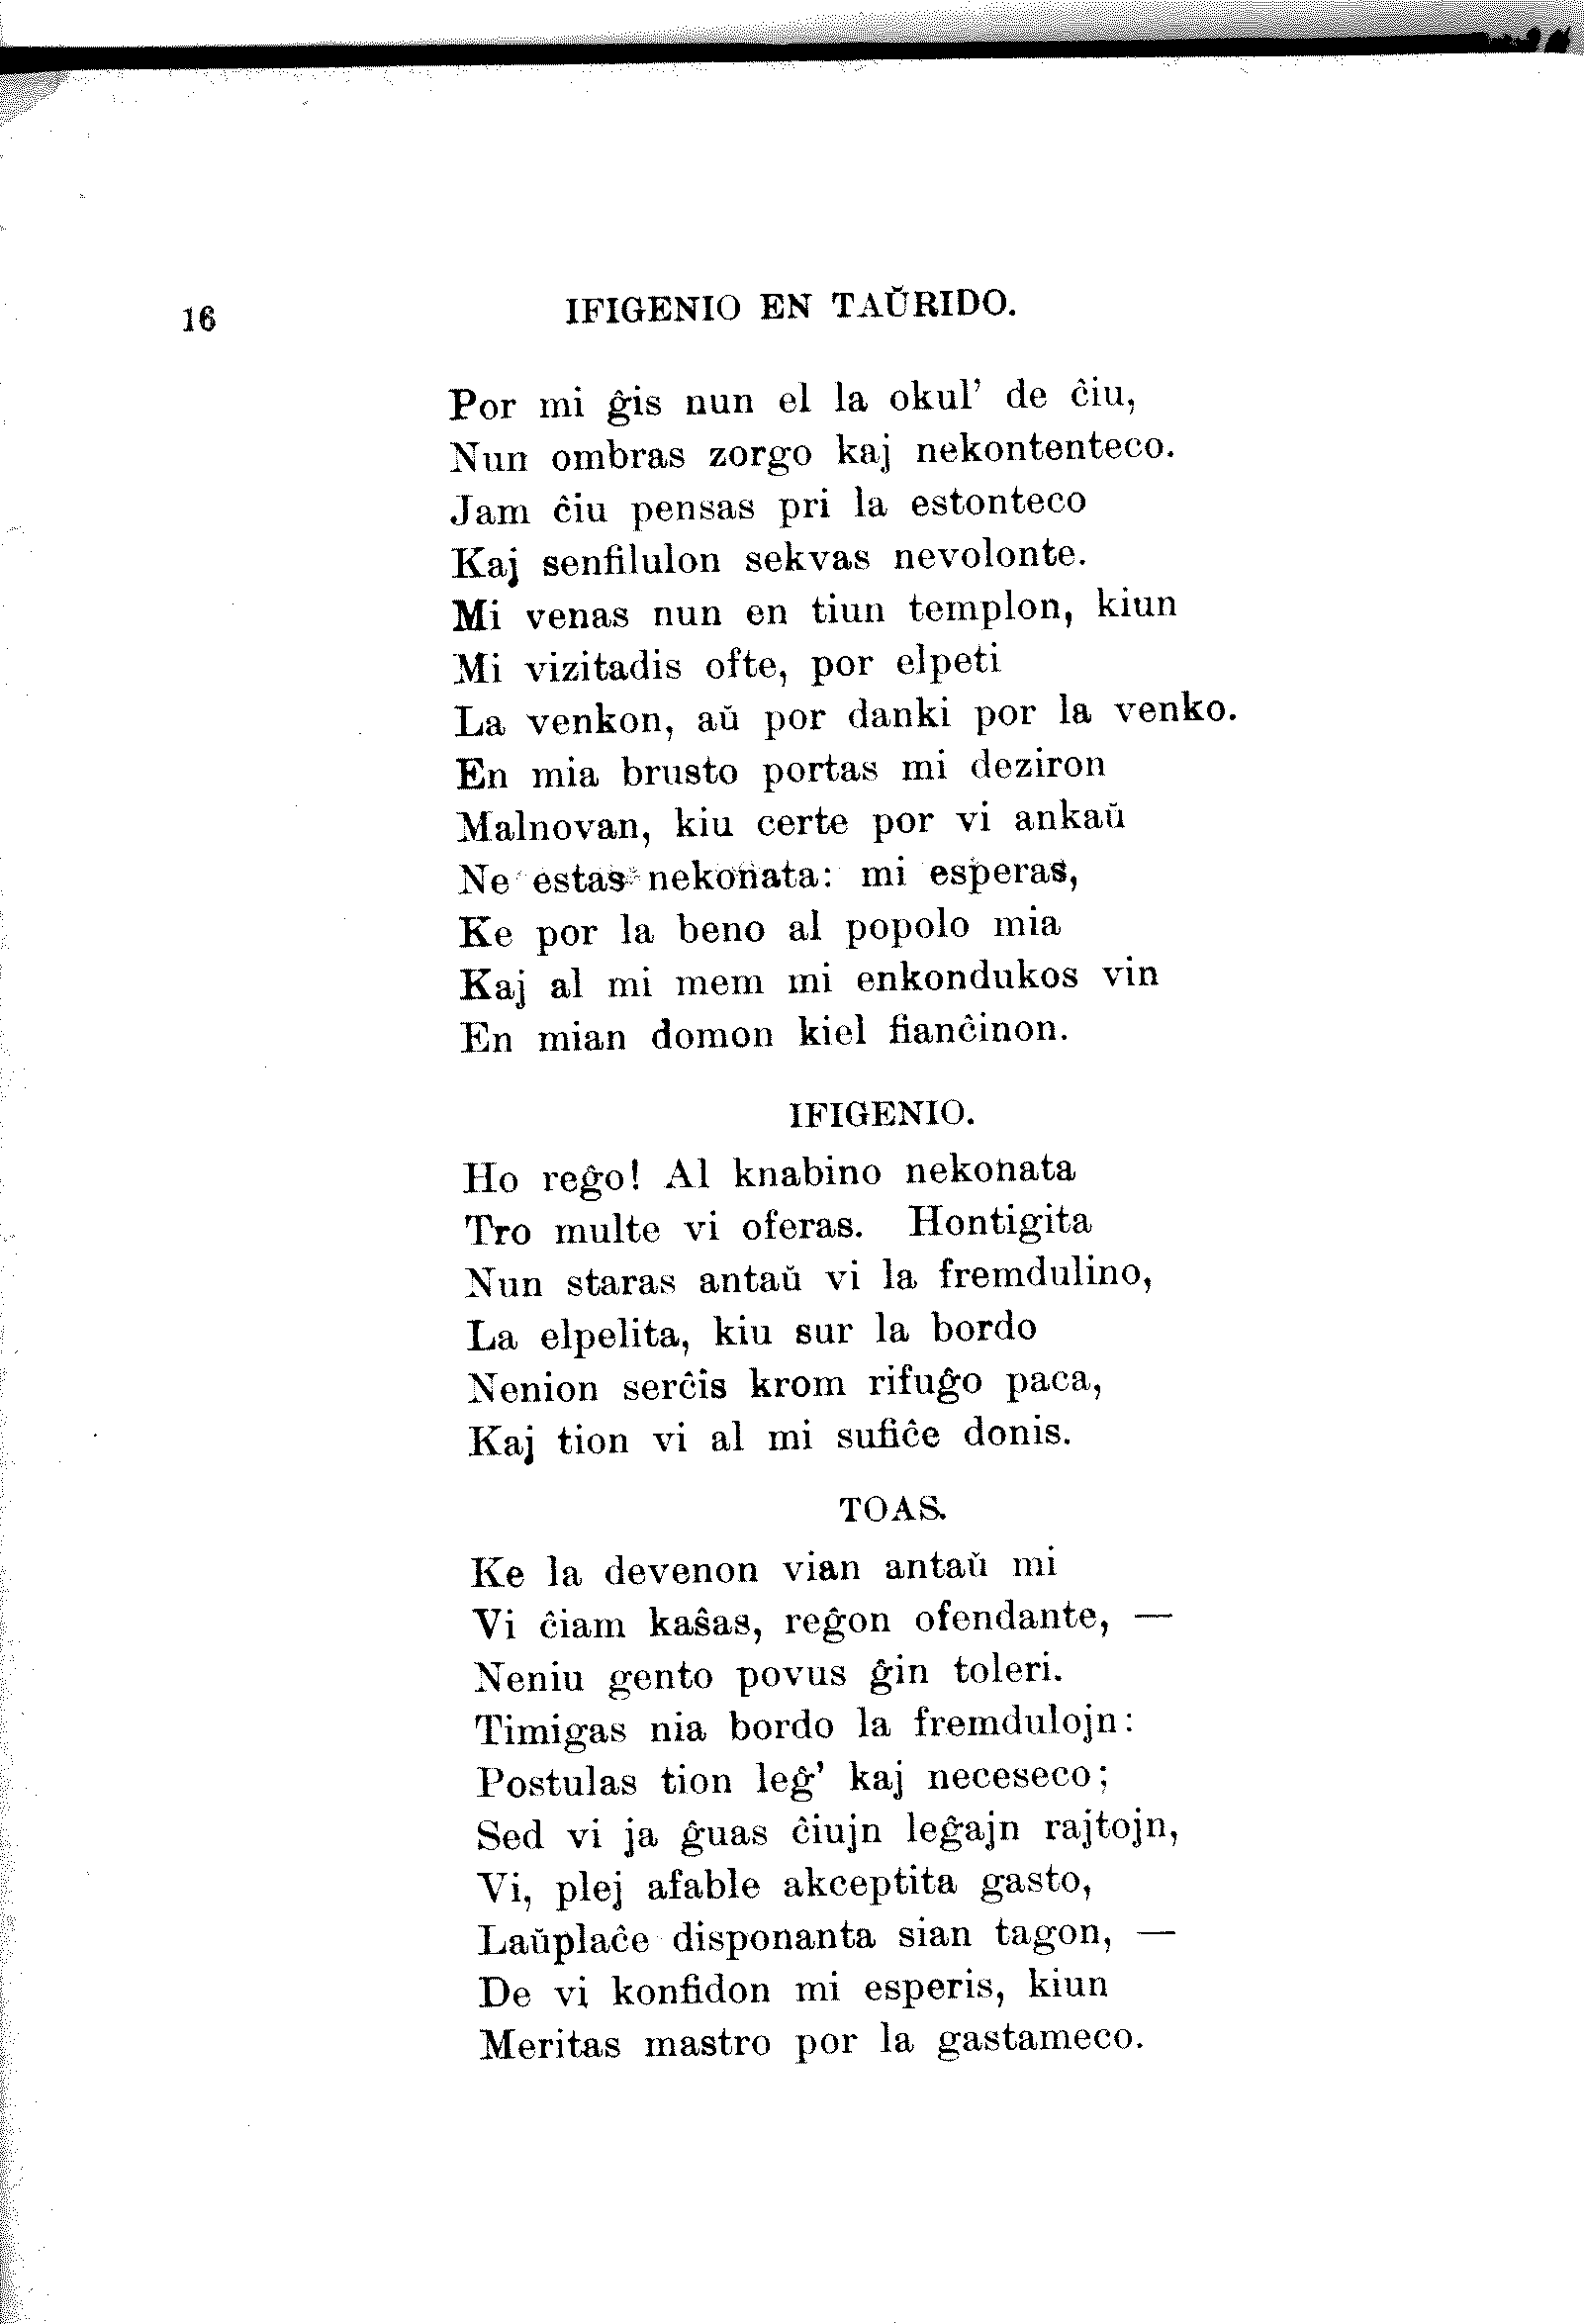 16
IFIGENIO EN TAŬRIDO.
Por mi ĝis nun el la okul’ de ĉiu,
Nun ombras zorgo kaj nekontenteco.
Jam ĉiu pensas pri la estonteco
Kaj senfilulon sekvas nevolonte.
Mi venas nun en tiun templon, kiun
Mi vizitadis ofte, por elpeti
La venkon, aŭ por danki por la venko.
En mia brusto portas mi deziron
Malnovan, kiu certe por vi ankaŭ
Ne estas nekonata: mi esperas,
Ke por la beno al popolo mia
Kaj al mi mem mi enkondukos vin
En mian domon kiel fianĉinon.
IFIGENIO.
Ho reĝo! Al knabino nekonata
Tro multe vi oferas. Hontigita
Nun staras antaŭ vi la fremdulino,
La elpelita, kiu sur la bordo
Nenion serĉis krom rifuĝo paca,
Kaj tion vi al mi sufiĉe donis.
TOAS.
Ke la devenon vian antaŭ mi
Vi ĉiam kaŝas, reĝon ofendante, —
Neniu gento povus ĝin toleri.
Timigas nia bordo la fremdulojn:
Postulas tion leĝ’ kaj neceseco;
Sed vi ja ĝuas ĉiujn leĝajn rajtojn,
Vi, plej afable akceptita gasto,
Laŭplaĉe disponanta sian tagon, —
De vi konfidon mi esperis, kiun
Meritas mastro por la gastameco.